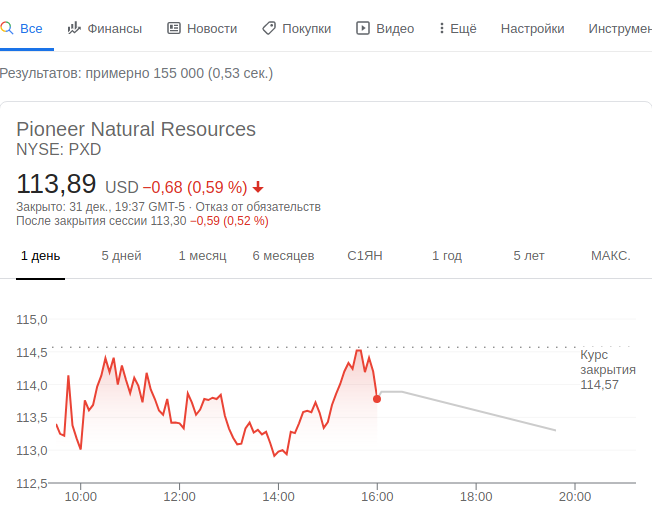 Все Финансы Новости Покупки Видео Ещё Настройки Инструмен
Результатов: примерно 155 000 (0,53 сек.)
Pioneer Natural Resources
NYSE: PXD
113,89 USD −0,68 (0,59 %)
Закрыто: 31 дек., 19:37 GMT-5 · Отказ от обязательств
После закрытия сессии 113,30 −0,59 (0,52 %)
1 день 5 дней 1 месяц 6 месяцев С1ЯН 1 год 5 лет МАКС.
115,0
114,5
114,0
113,5
113,0
112,5
Курс
закрытия
114,57
10:00 12:00 14:00 16:00 18:00 20:00